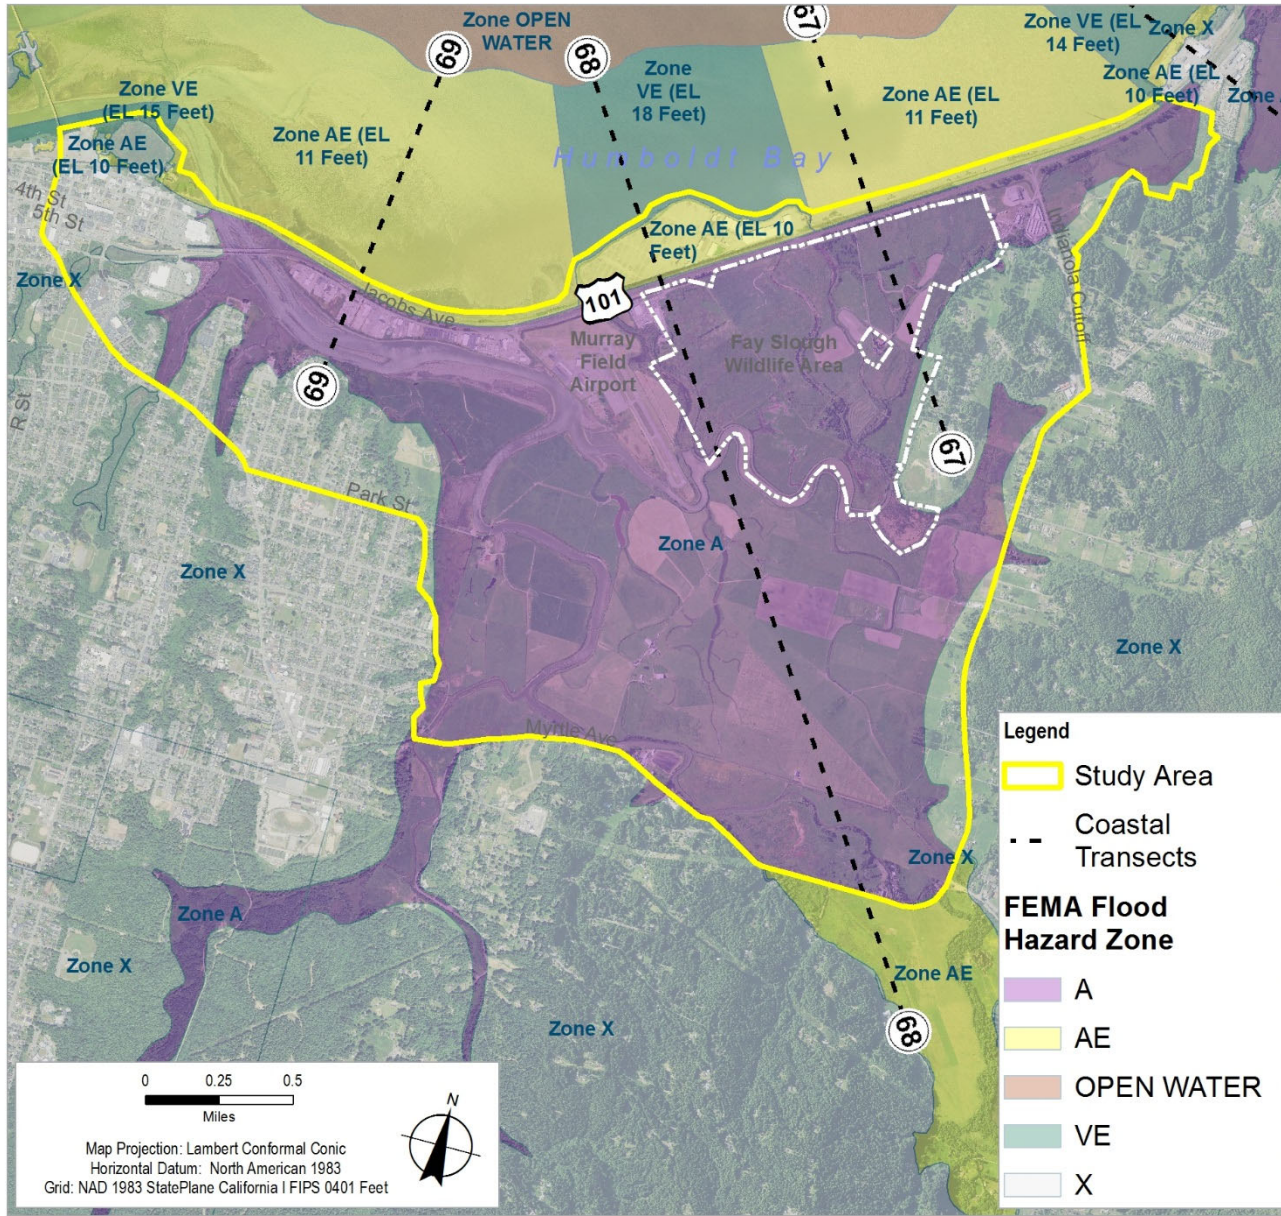 Zone OPEN
WATER
67
Zone VE (EL
14 Feet)
Zone X
69
68
Zone VE
(EL 15 Feet)
Zone
VE (EL
18 Feet)
Zone AE (EL
11 Feet)
Zone AE (EL
10 Feet)
Zone
Zone AE
(EL 10 Feet)
Zone AE (EL
11 Feet)
Humboldt Bay
4th St
5th St
Zone AE (EL 10
Feet)
Indianola Cutoff
Zone X
Jacobs Ave
101
Murray
Field
Airport
Fay Slough
Wildlife Area
69
R St
67
Park St
Zone A
Zone X
Zone X
Myrtle Ave
Zone X
Zone A
Zone X
Zone AE
Zone X
68
Legend
Study Area
Coastal
Transects
FEMA Flood
Hazard Zone
A
AE
OPEN WATER
VE
X
0 0.25 0.5
Miles
N
Map Projection: Lambert Conformal Conic
Horizontal Datum: North American 1983
Grid: NAD 1983 StatePlane California I FIPS 0401 Feet